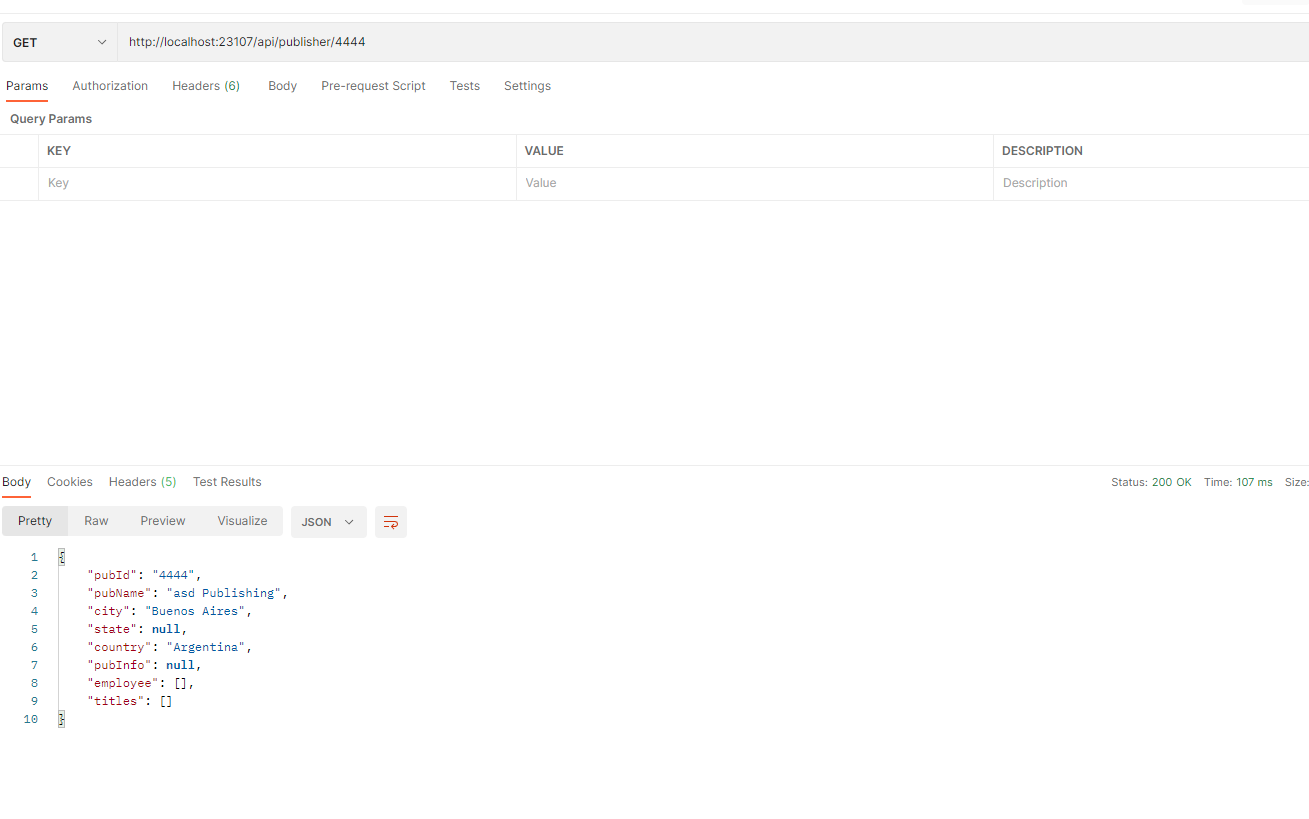 GET http://localhost:23107/api/publisher/4444
Params Authorization Headers (6) Body Pre-request Script Tests Settings
Query Params
KEY VALUE DESCRIPTION
Key Value Description
Body Cookies Headers (5) Test Results Status: 200 OK Time: 107 ms Size:
Pretty Raw Preview Visualize JSON
1 {
2 "pubId": "4444",
3 "pubName": "asd Publishing",
4 "city": "Buenos Aires",
5 "state": null,
6 "country": "Argentina",
7 "pubInfo": null,
8 "employee": [],
9 "titles": []
10 }